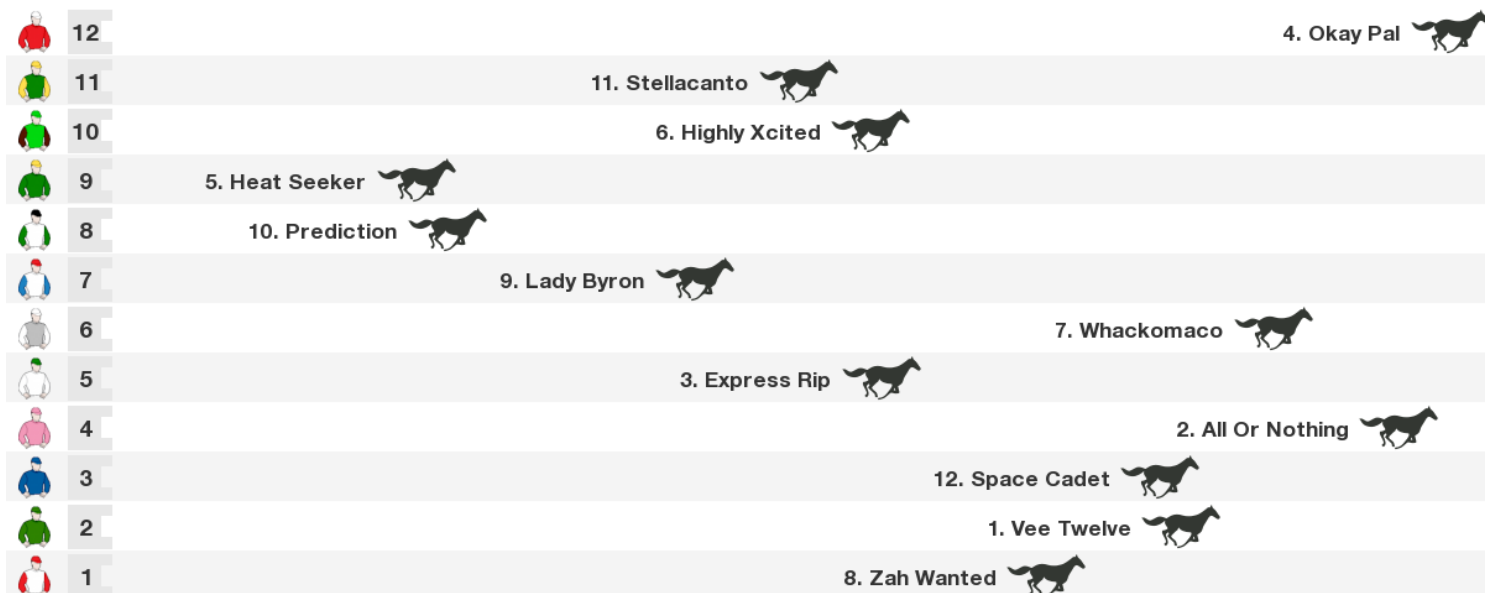 12 4. Okay Pal
11 11. Stellacanto
10 6. Highly Xcited
9 5. Heat Seeker
8 10. Prediction
7 9. Lady Byron
6 7. Whackomaco
5 3. Express Rip
4 2. All Or Nothing
3 12. Space Cadet
2 1. Vee Twelve
1 8. Zah Wanted